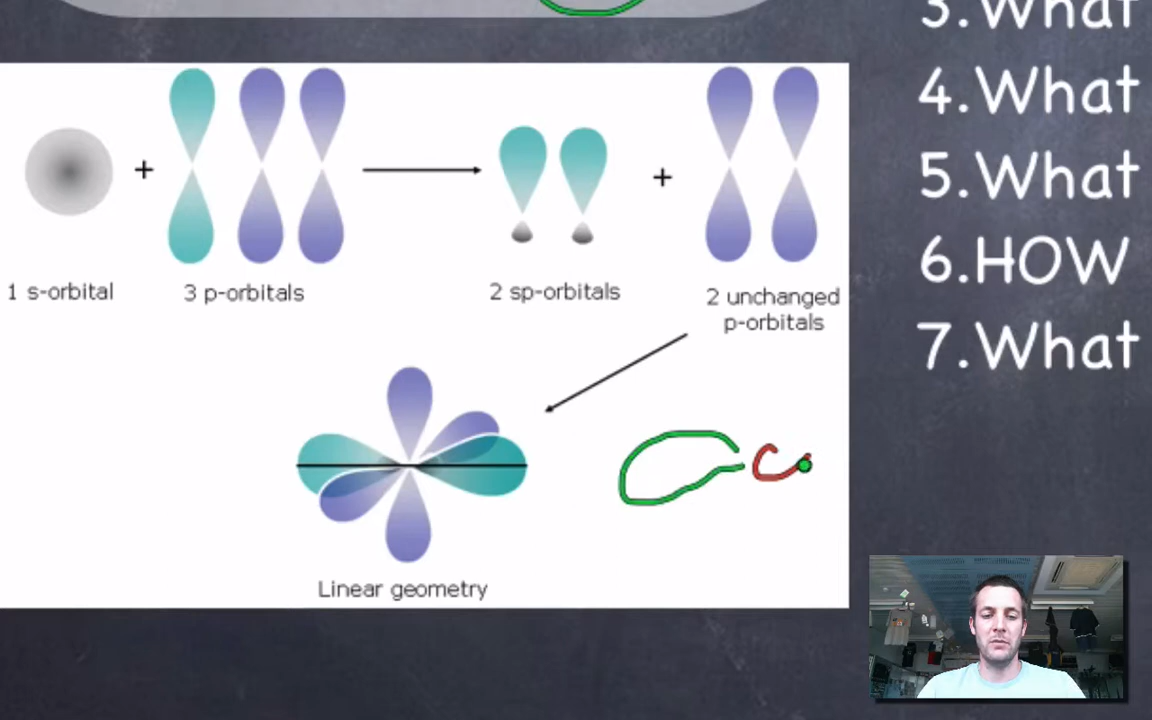 3.What
4.What
5.What
6.HOW
7.What
+
+
1 s-orbital
3 p-orbitals
2 sp-orbitals
2 unchanged
p-orbitals
Linear geometry
C